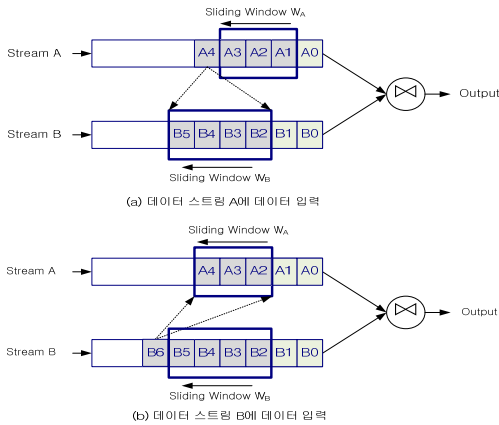 Sliding Window WA
Stream A
A4 A3 A2 A1 A0
Output
Stream B
B5 B4 B3 B2 B1 B0
Sliding Window WB
(a) 데이터 스트림 A에 데이터 입력
Sliding Window WA
Stream A
A4 A3 A2 A1 A0
Output
Stream B
B6 B5 B4 B3 B2 B1 B0
Sliding Window WB
(b) 데이터 스트림 B에 데이터 입력